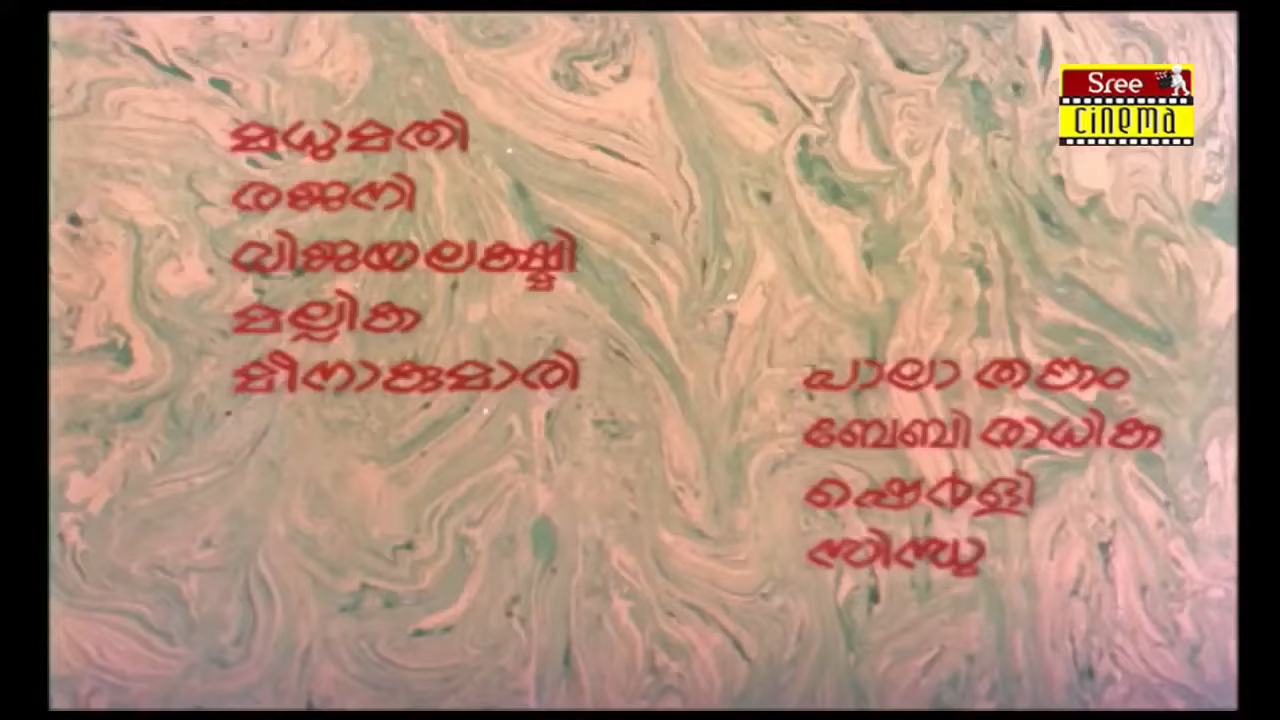 Sree
cinema
മധുമതി
രജനി
വിജയലക്ഷ്മി
മല്ലിക
മീനാകുമാരി
പാലാ തങ്കം
ബേബി രാധിക
ഷെർളി
സിന്ധു